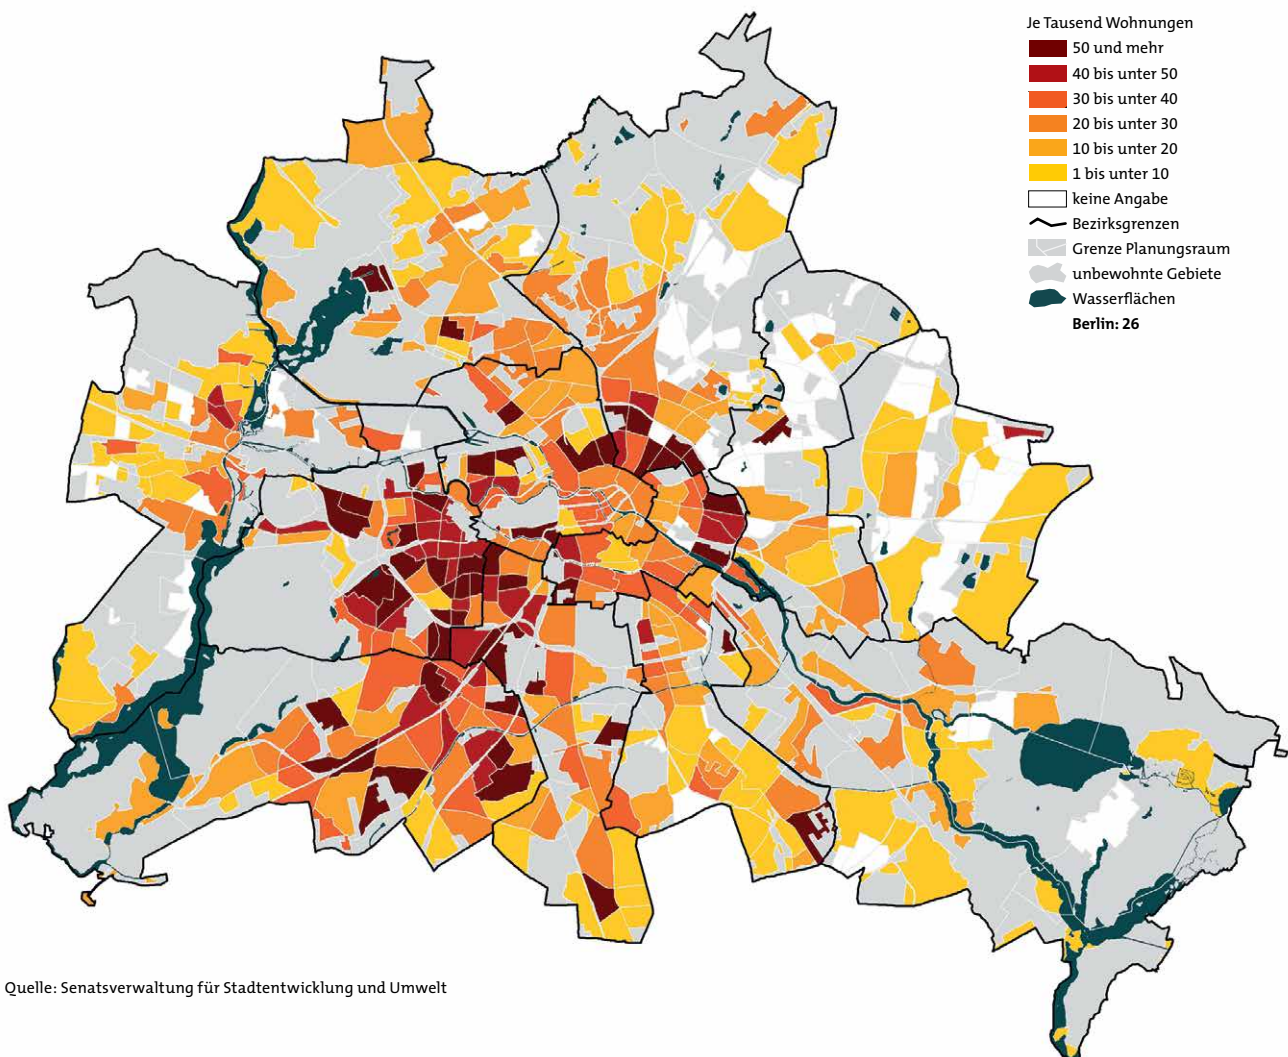 Je Tausend Wohnungen
50 und mehr
40 bis unter 50
30 bis unter 40
20 bis unter 30
10 bis unter 20
1 bis unter 10
keine Angabe
Bezirksgrenzen
Grenze Planungsraum
unbewohnte Gebiete
Wasserflächen
Berlin: 26
Quelle: Senatsverwaltung für Stadtentwicklung und Umwelt